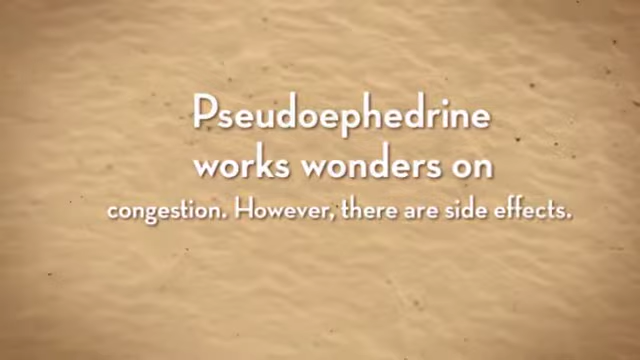 Pseudoephedrine
works wonders on
congestion. However, there are side effects.